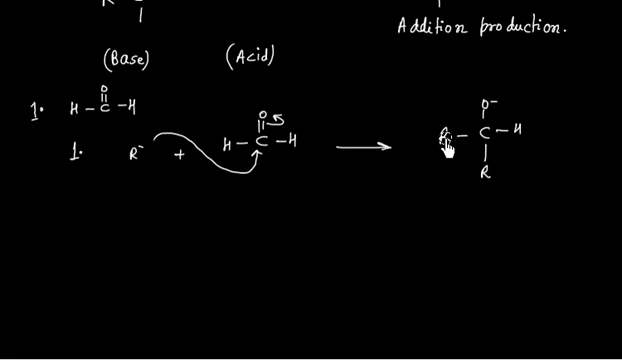 R
Addition production.
(Base) (Acid)
1. H - C - H
O
O
H - C - H
O⁻
C - H
R
1. R⁻ +